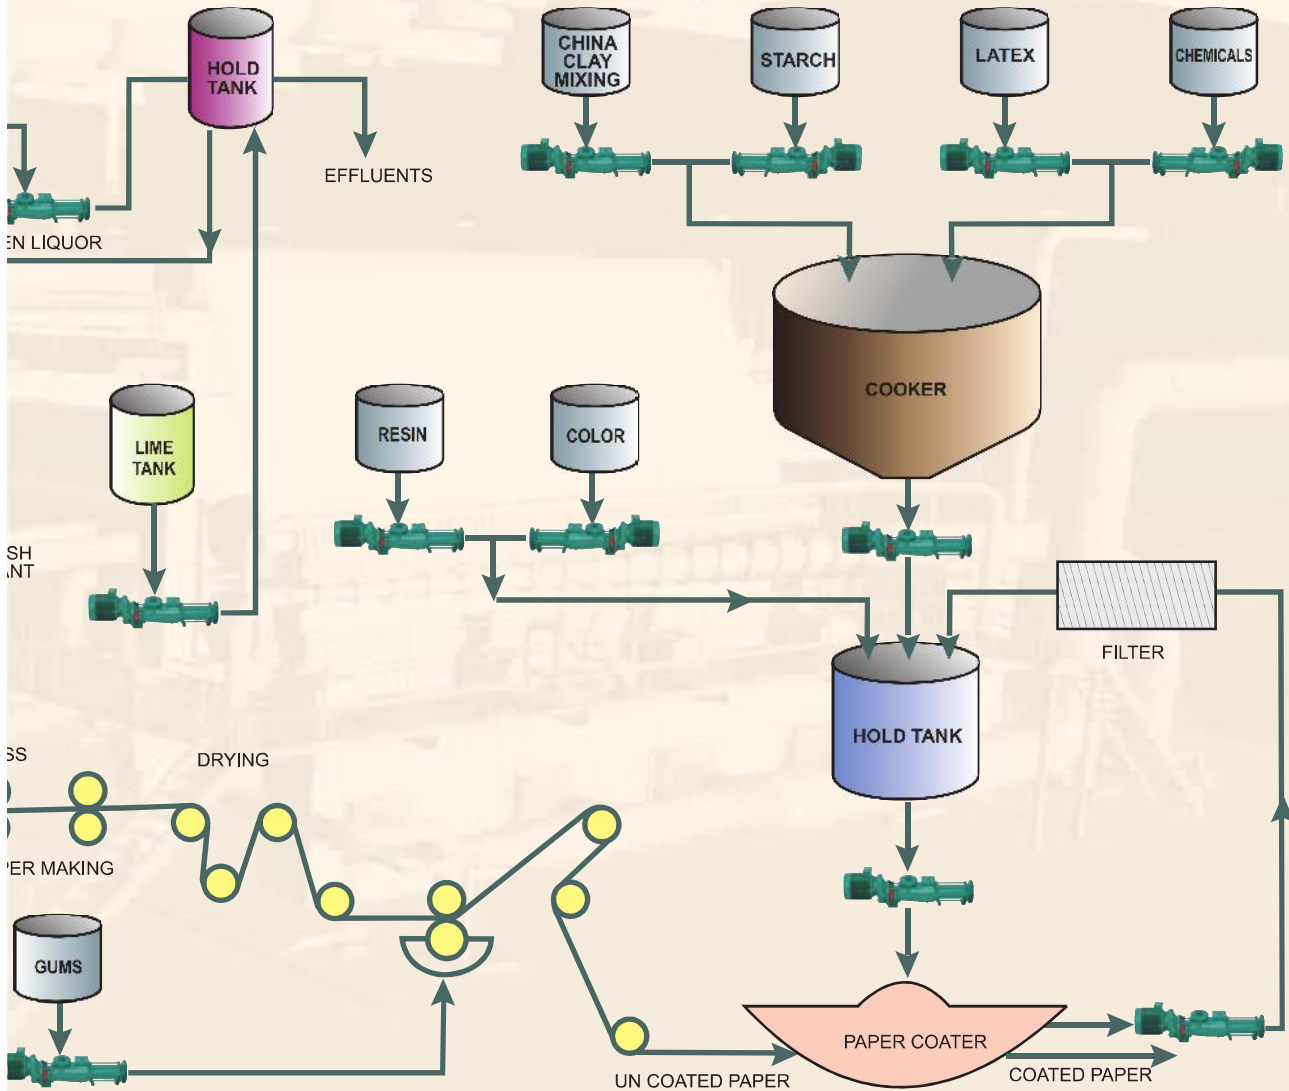 HOLD
TANK
CHINA
CLAY
MIXING
STARCH
LATEX
CHEMICALS
EFFLUENTS
EN LIQUOR
COOKER
LIME
TANK
RESIN
COLOR
SH
ANT
FILTER
HOLD TANK
SS
DRYING
PER MAKING
GUMS
PAPER COATER
UN COATED PAPER
COATED PAPER